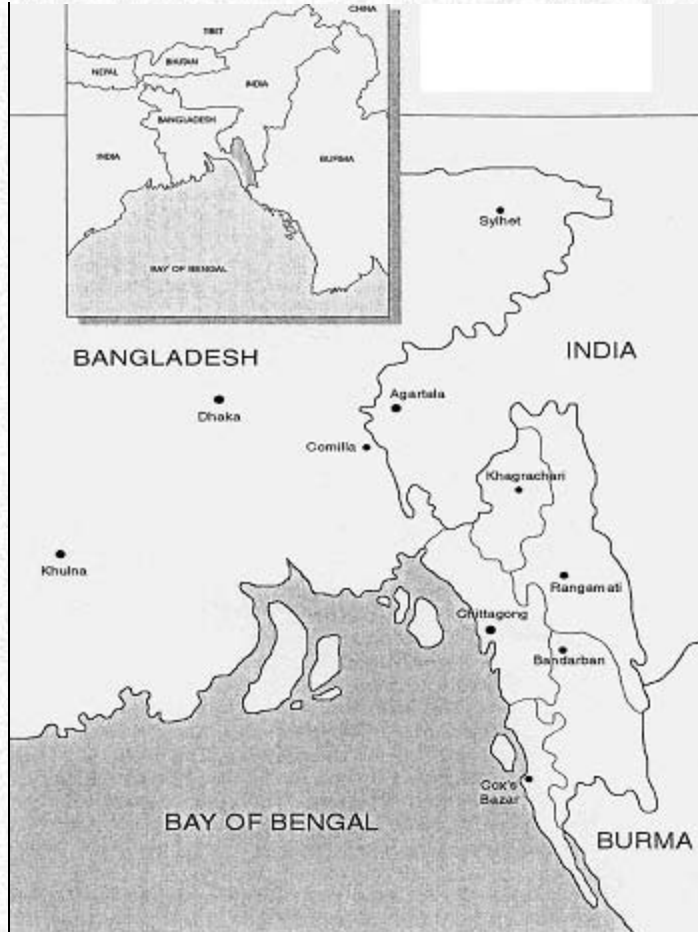 CHINA
TIBET
BHUTAN
NEPAL
INDIA
BANGLADESH
INDIA
BURMA
BAY OF BENGAL
Sylhet
BANGLADESH
INDIA
Agartala
Dhaka
Comilla
Khagrachari
Khulna
Rangamati
Chittagong
Bandarban
Cox's
Bazar
BAY OF BENGAL
BURMA